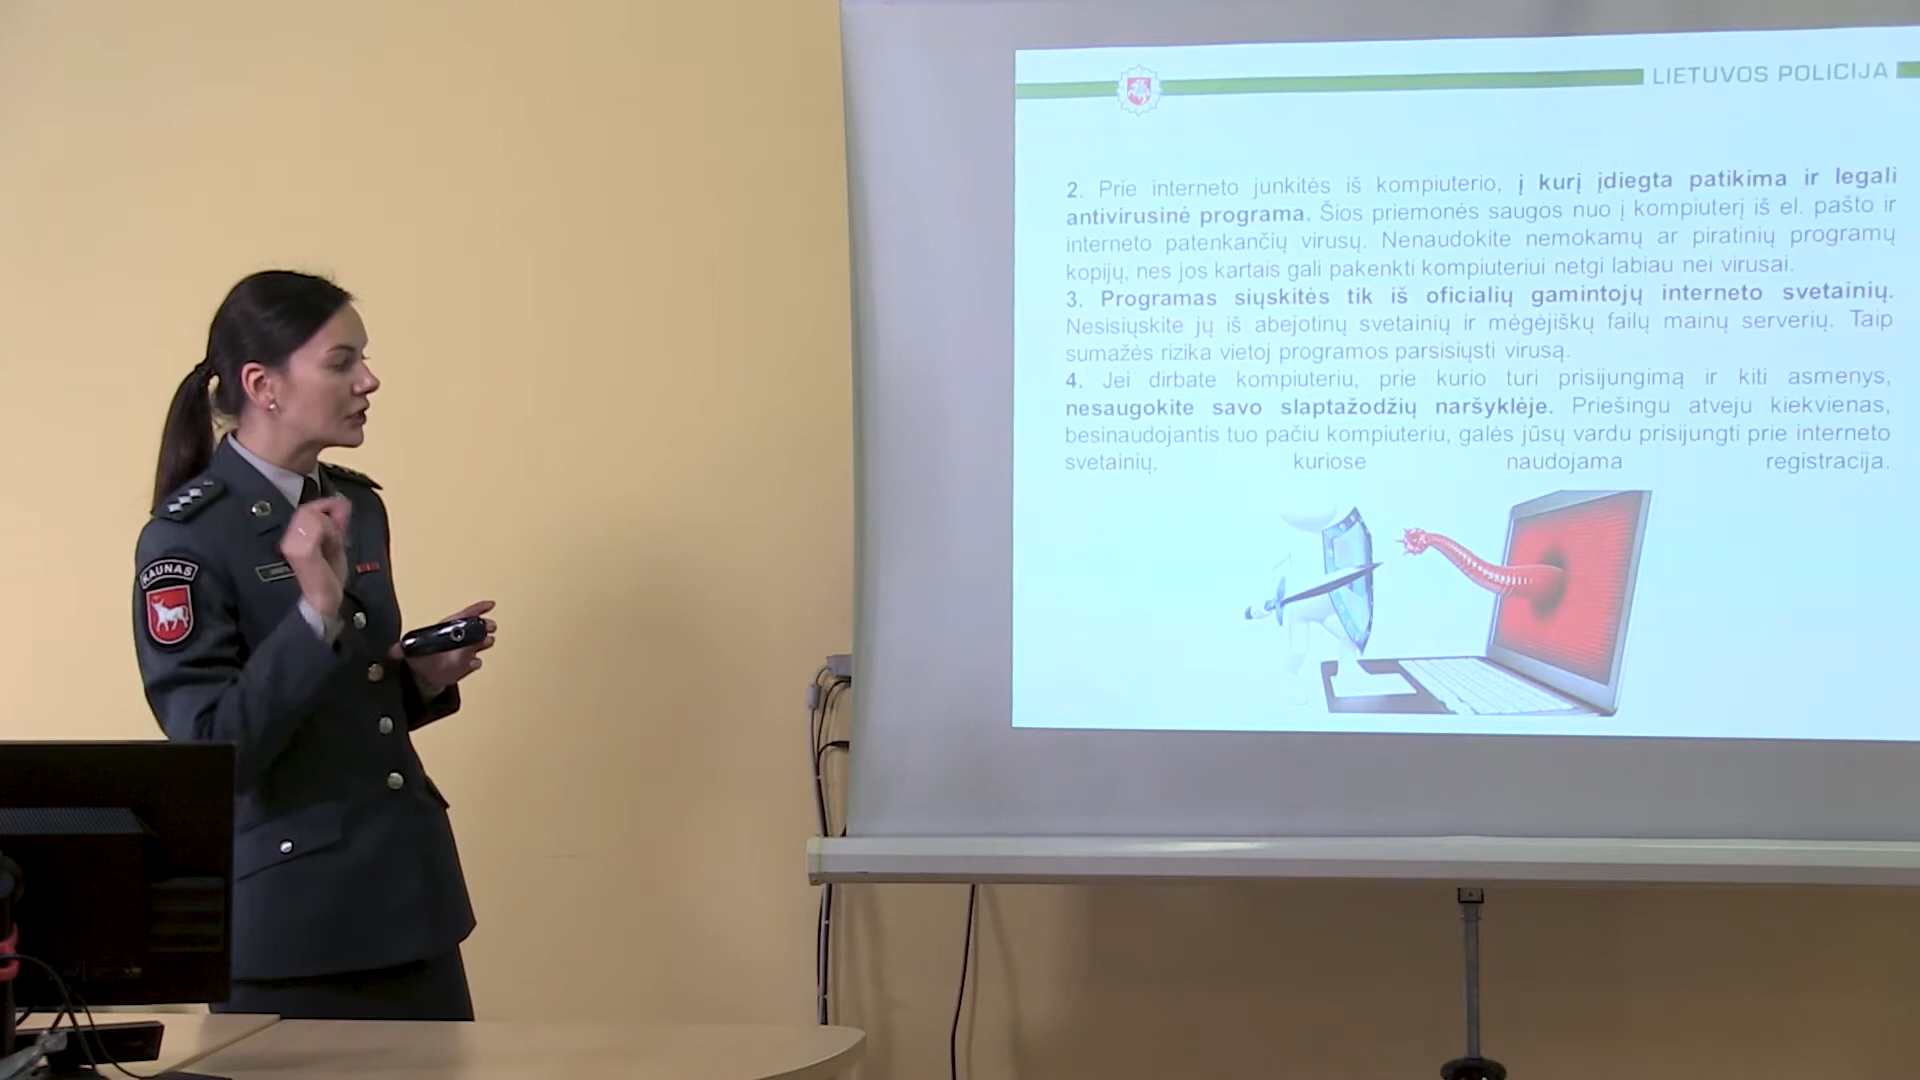 LIETUVOS POLICIJA
2. Prie interneto junkitės iš kompiuterio, į kurį įdiegta patikima ir legali
antivirusinė programa. Šios priemonės saugos nuo į kompiuterį iš el. pašto ir
interneto patenkančių virusų. Nenaudokite nemokamų ar piratinių programų
kopijų, nes jos kartais gali pakenkti kompiuteriui netgi labiau nei virusai.
3. Programas siųskitės tik iš oficialių gamintojų interneto svetainių.
Nesisiųskite jų iš abejotinų svetainių ir mėgėjiškų failų mainų serverių. Taip
sumažės rizika vietoj programos parsisiųsti virusą.
4. Jei dirbate kompiuteriu, prie kurio turi prisijungimą ir kiti asmenys,
nesaugokite savo slaptažodžių naršyklėje. Priešingu atveju kiekvienas,
besinaudojantis tuo pačiu kompiuteriu, galės jūsų vardu prisijungti prie interneto
svetainių, kuriose naudojama registracija.
KAUNAS